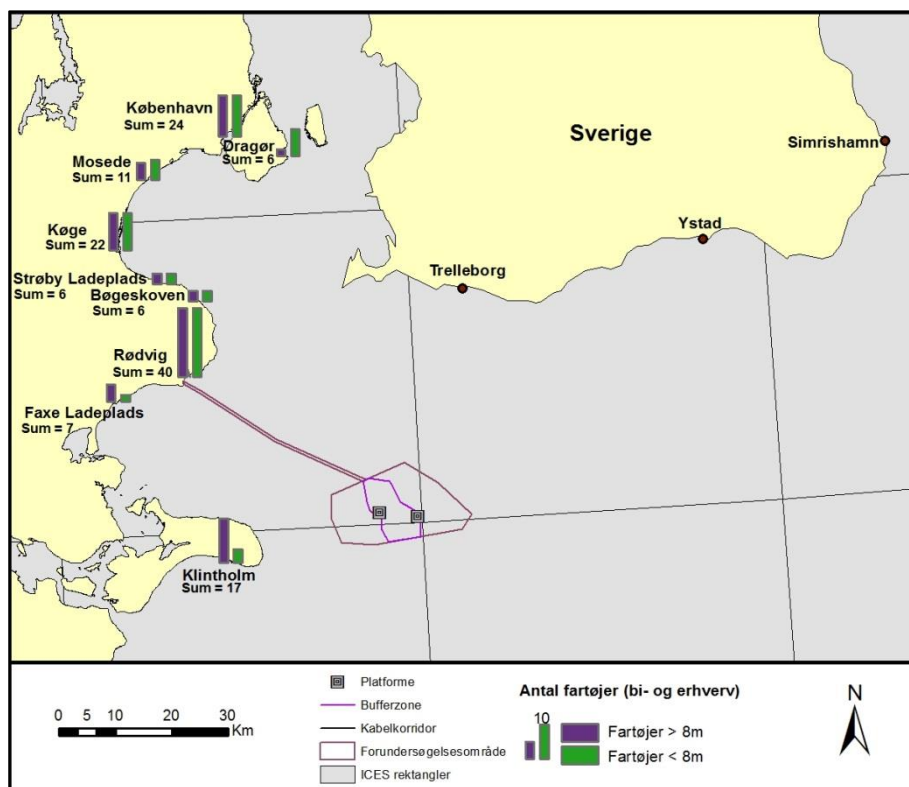 København
Sum = 24
Dragør
Sum = 6
Sverige
Simrishamn
Mosede
Sum = 11
Køge
Sum = 22
Ystad
Trelleborg
Strøby Ladeplads
Sum = 6
Bøgeskoven
Sum = 6
Rødvig
Sum = 40
Faxe Ladeplads
Sum = 7
Klintholm
Sum = 17
0 5 10 20 30
Km
Platforme
Bufferzone
Kabelkorridor
Forundersøgelsesområde
ICES rektangler
Antal fartøjer (bi- og erhverv)
10
Fartøjer > 8m
Fartøjer < 8m
N